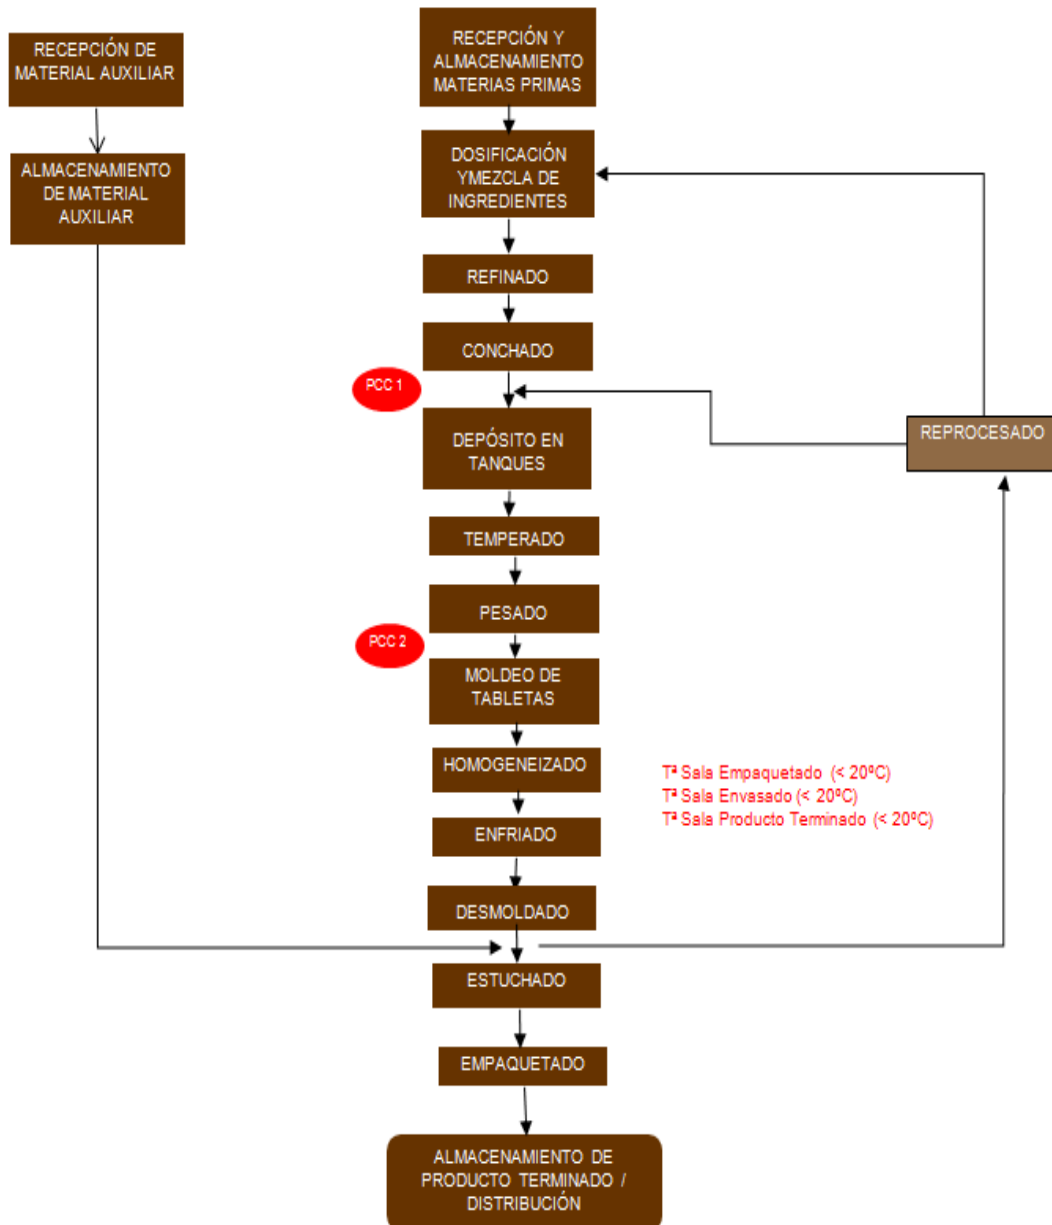 RECEPCIÓN DE
MATERIAL AUXILIAR
ALMACENAMIENTO
DE MATERIAL
AUXILIAR
RECEPCIÓN Y
ALMACENAMIENTO
MATERIAS PRIMAS
DOSIFICACIÓN
YMEZCLA DE
INGREDIENTES
REFINADO
CONCHADO
PCC 1
DEPÓSITO EN
TANQUES
REPROCESADO
TEMPERADO
PESADO
PCC 2
MOLDEO DE
TABLETAS
HOMOGENEIZADO
Tª Sala Empaquetado (< 20ºC)
Tª Sala Envasado (< 20ºC)
Tª Sala Producto Terminado (< 20ºC)
ENFRIADO
DESMOLDADO
ESTUCHADO
EMPAQUETADO
ALMACENAMIENTO DE
PRODUCTO TERMINADO /
DISTRIBUCIÓN